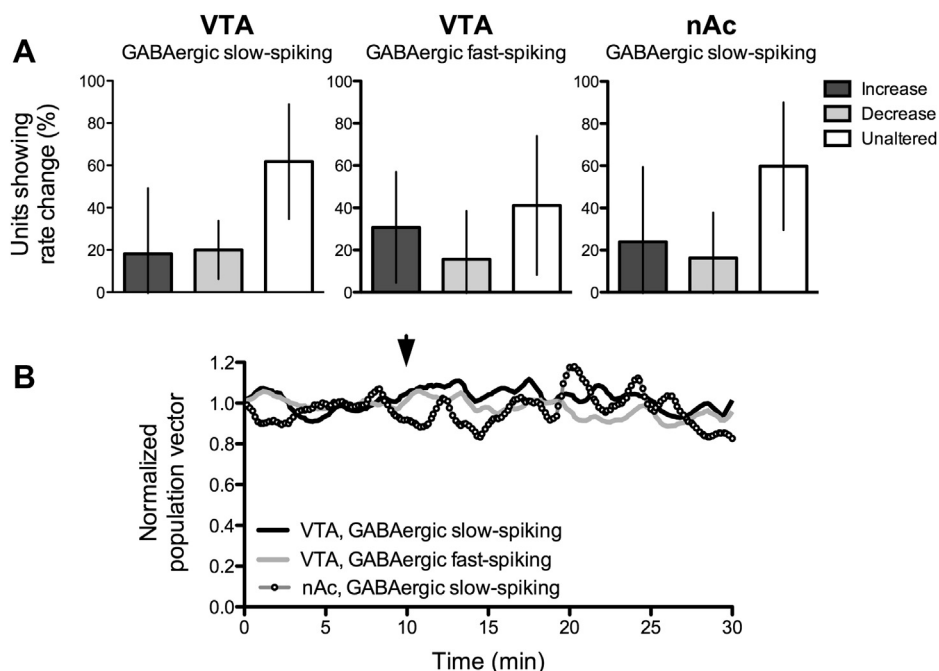 VTA
GABAergic slow-spiking
VTA
GABAergic fast-spiking
nAc
GABAergic slow-spiking
A
Units showing
rate change (%)
100
80
60
40
20
0
100
80
60
40
20
0
100
80
60
40
20
0
Increase
Decrease
Unaltered
B
Normalized
population vector
1.2
1.0
0.8
0.6
0.4
0.2
0.0
VTA, GABAergic slow-spiking
VTA, GABAergic fast-spiking
nAc, GABAergic slow-spiking
0 5 10 15 20 25 30
Time (min)